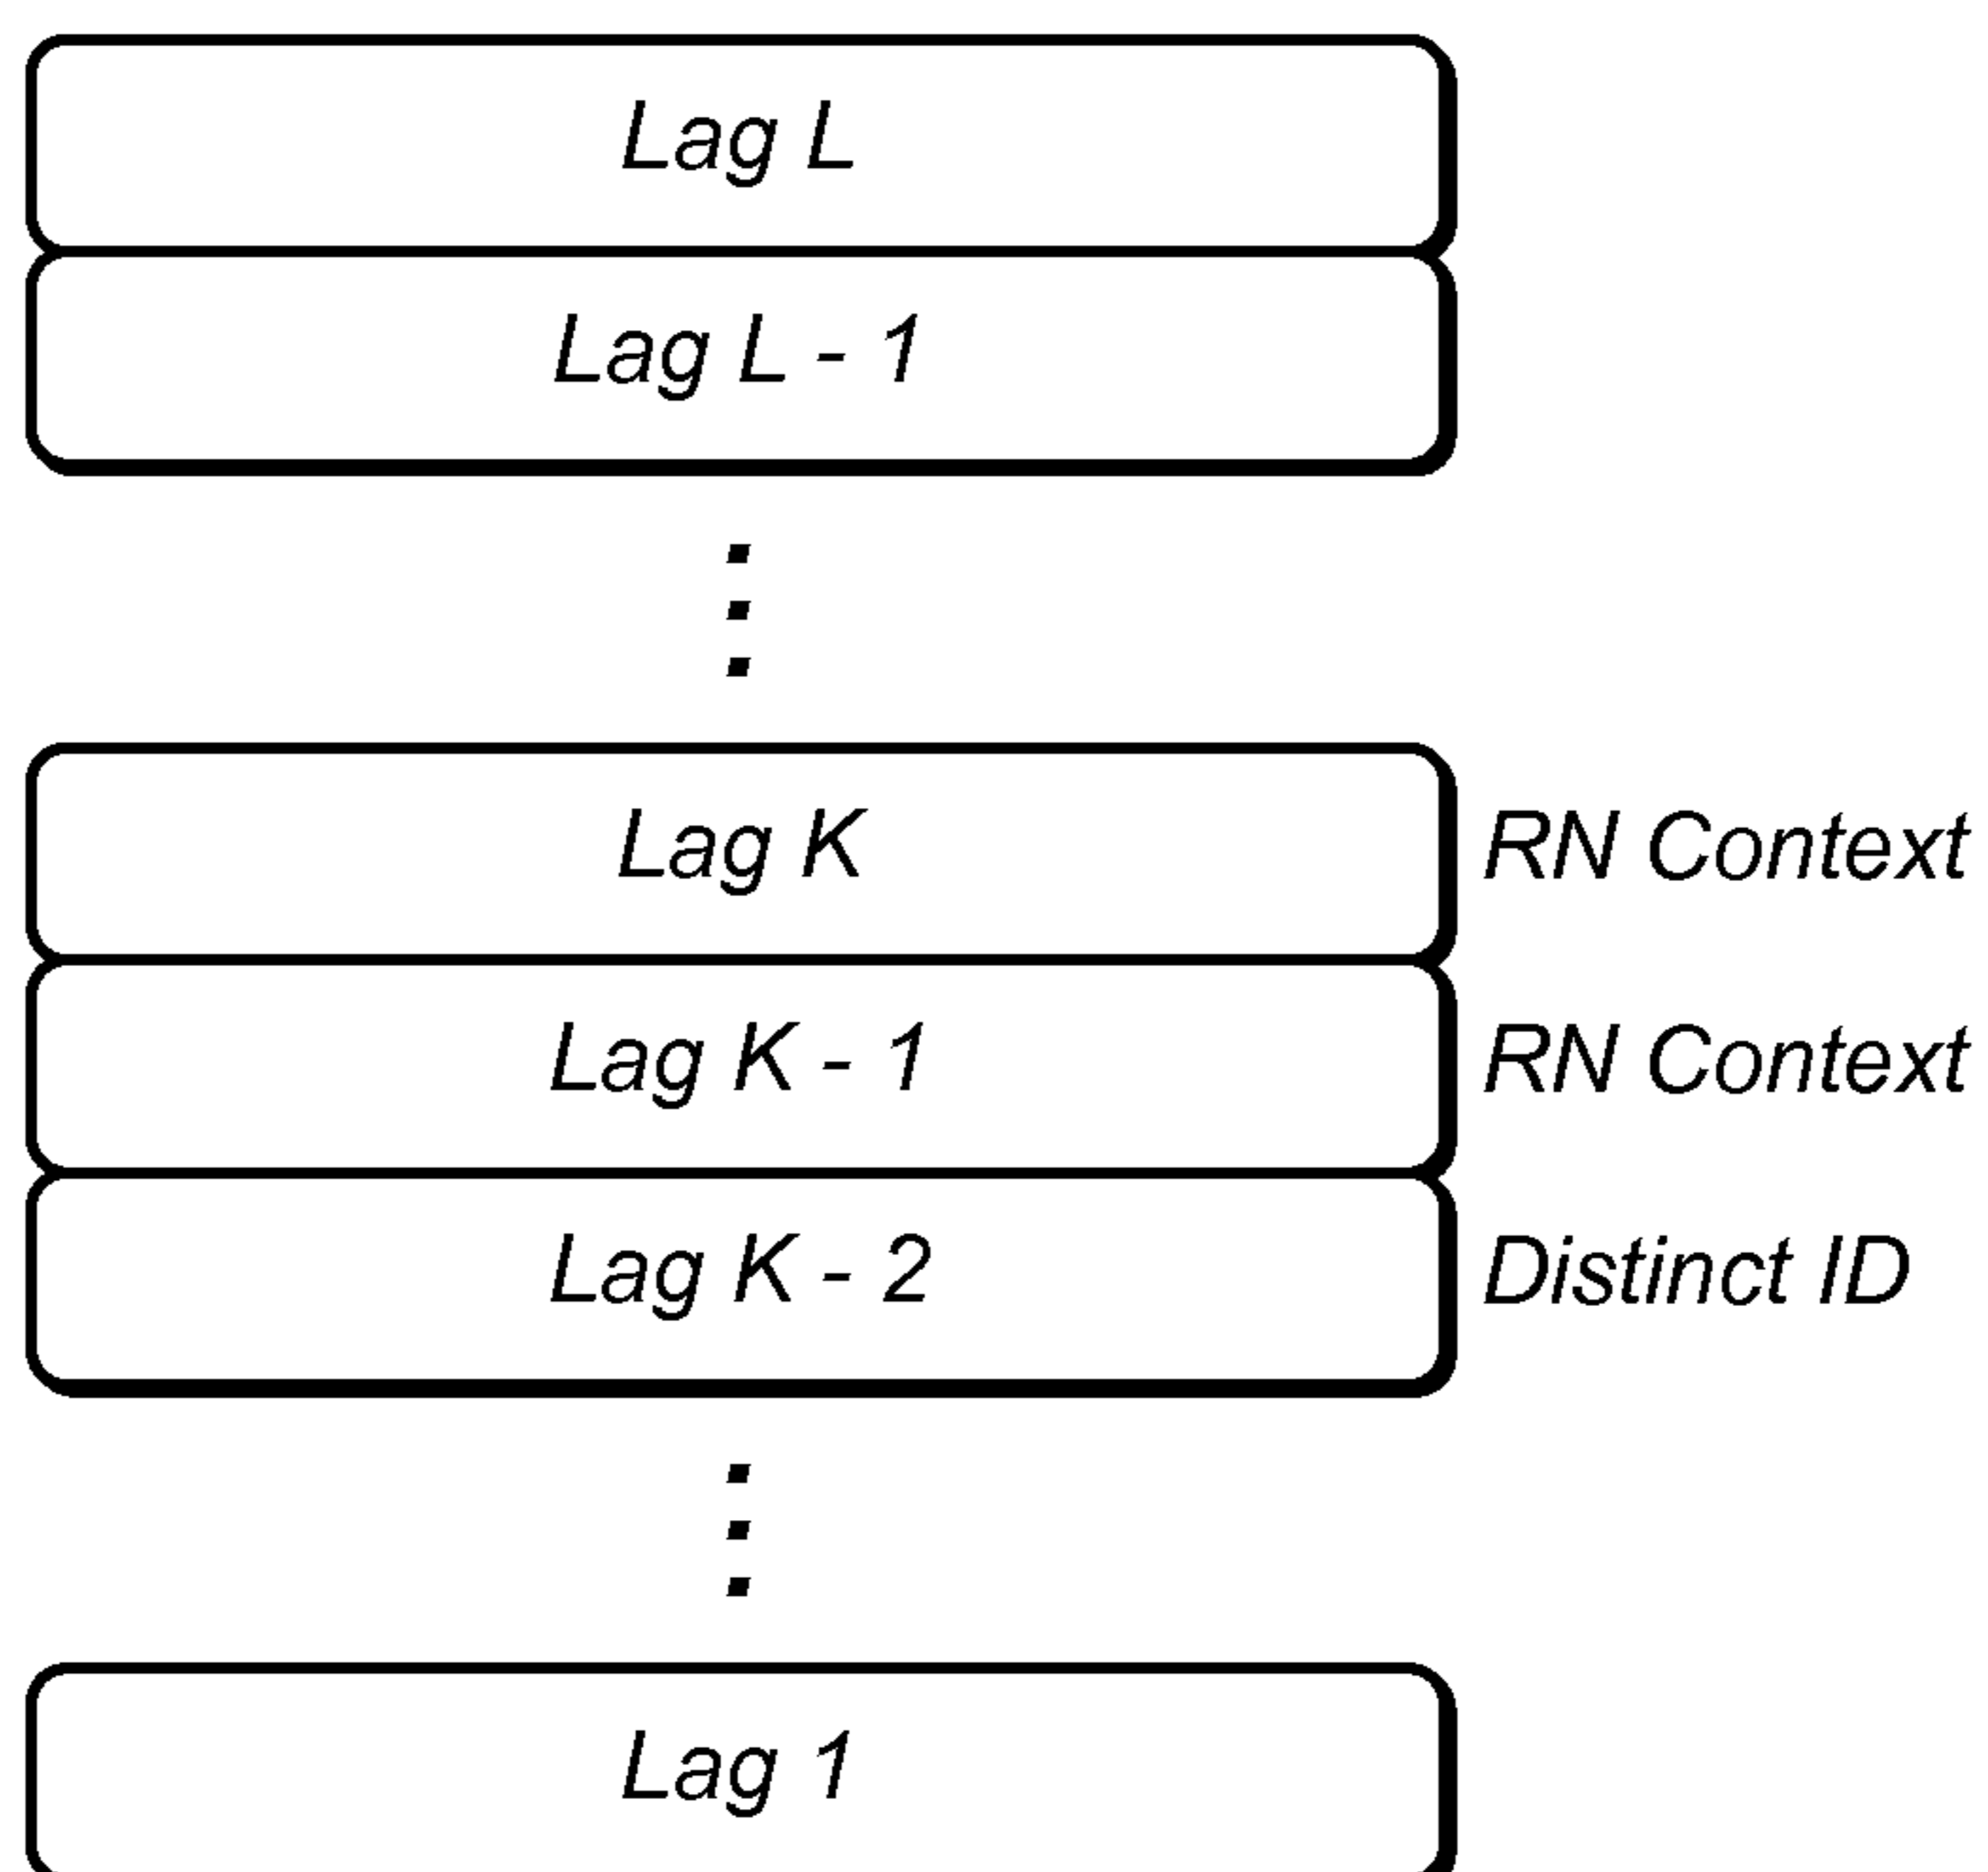 Lag L
Lag L - 1
Lag K RN Context
Lag K - 1 RN Context
Lag K - 2 Distinct ID
Lag 1